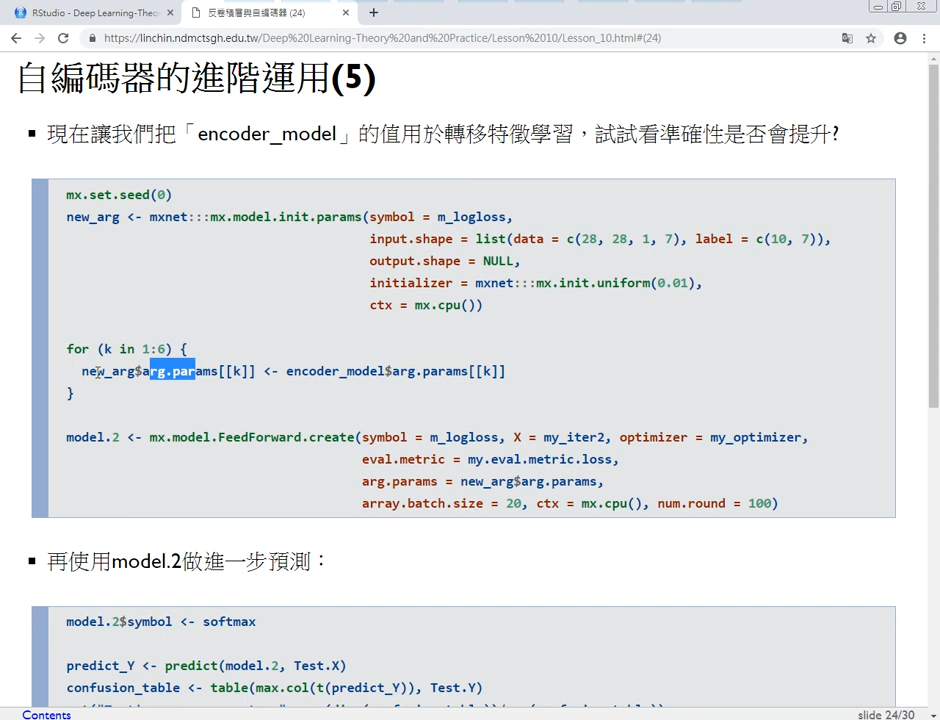 RStudio - Deep Learning-Theo
反卷積層與自編碼器 (24)
https://linchin.ndmctsgh.edu.tw/Deep%20Learning-Theory%20and%20Practice/Lesson%2010/Lesson_10.html#(24)
自編碼器的進階運用(5)
現在讓我們把「encoder_model」的值用於轉移特徵學習，試試看準確性是否會提升?
mx.set.seed(0)
new_arg <- mxnet:::mx.model.init.params(symbol = m_logloss,
input.shape = list(data = c(28, 28, 1, 7), label = c(10, 7)),
output.shape = NULL,
initializer = mxnet:::mx.init.uniform(0.01),
ctx = mx.cpu())
for (k in 1:6) {
new_arg$arg.params[[k]] <- encoder_model$arg.params[[k]]
}
model.2 <- mx.model.FeedForward.create(symbol = m_logloss, X = my_iter2, optimizer = my_optimizer,
eval.metric = my.eval.metric.loss,
arg.params = new_arg$arg.params,
array.batch.size = 20, ctx = mx.cpu(), num.round = 100)
再使用model.2做進一步預測：
model.2$symbol <- softmax
predict_Y <- predict(model.2, Test.X)
confusion_table <- table(max.col(t(predict_Y)), Test.Y)
Contents
slide 24/30